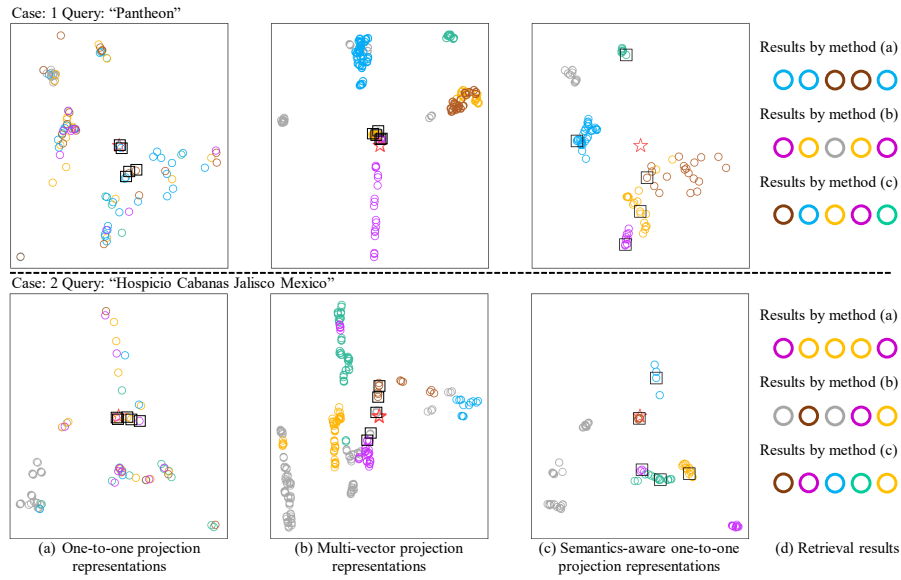 Case: 1 Query: “Pantheon”
Results by method (a)
Results by method (b)
Results by method (c)
Case: 2 Query: “Hospicio Cabanas Jalisco Mexico”
Results by method (a)
Results by method (b)
Results by method (c)
(a) One-to-one projection
representations
(b) Multi-vector projection
representations
(c) Semantics-aware one-to-one
projection representations
(d) Retrieval results